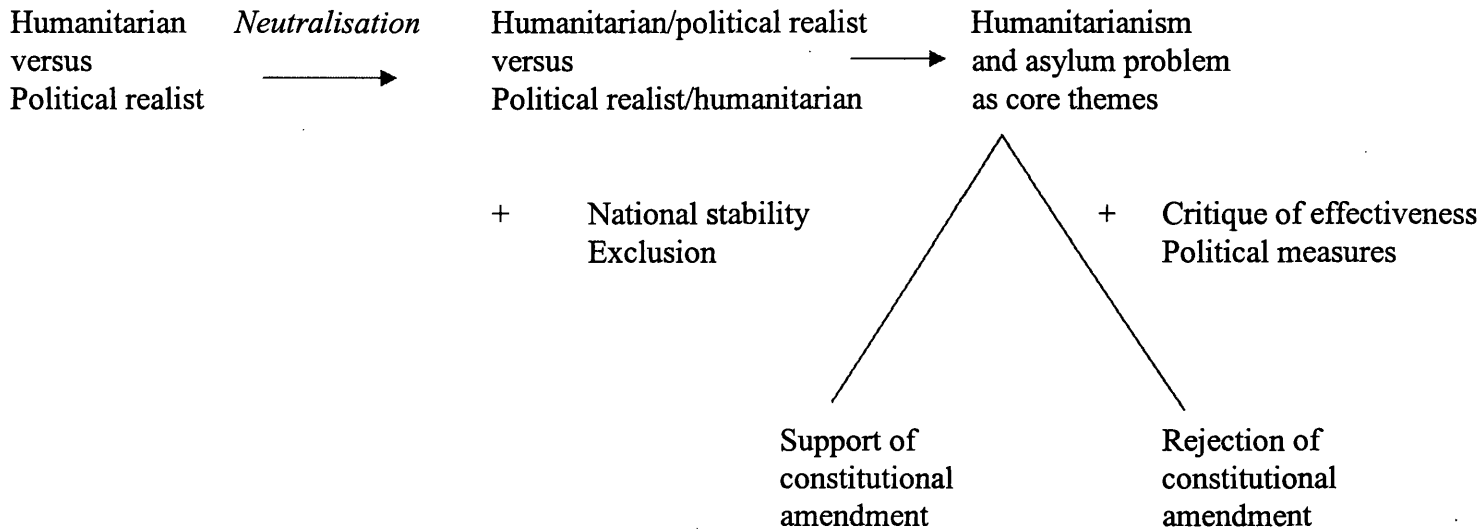 Humanitarian
versus
Political realist
Neutralisation
Humanitarian/political realist
versus
Political realist/humanitarian
Humanitarianism
and asylum problem
as core themes
+ National stability
Exclusion
+ Critique of effectiveness
Political measures
Support of
constitutional
amendment
Rejection of
constitutional
amendment